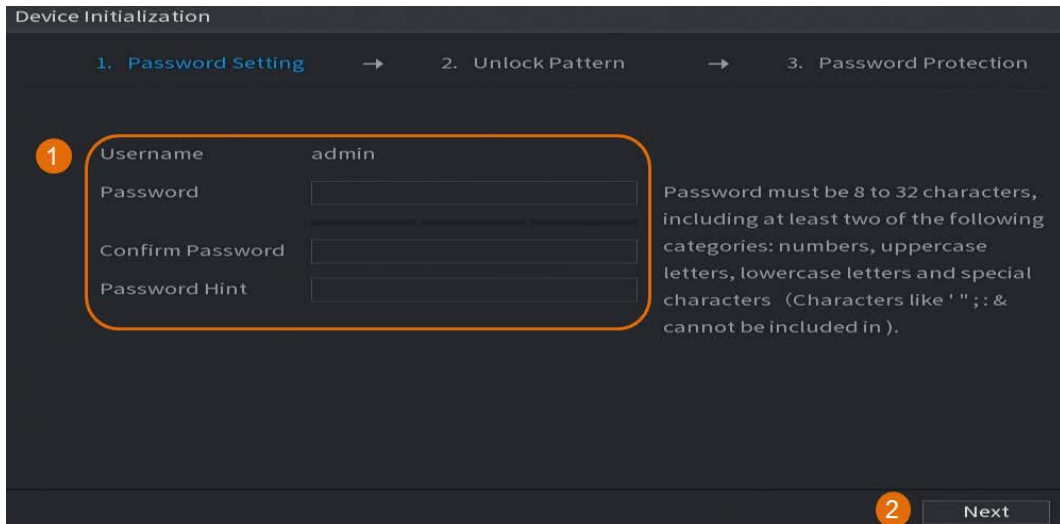 Device Initialization
1. Password Setting → 2. Unlock Pattern → 3. Password Protection
1
Username admin
Password
Password must be 8 to 32 characters,
including at least two of the following
Confirm Password
categories: numbers, uppercase
letters, lowercase letters and special
Password Hint
characters (Characters like ' " ; : &
cannot be included in ).
2
Next